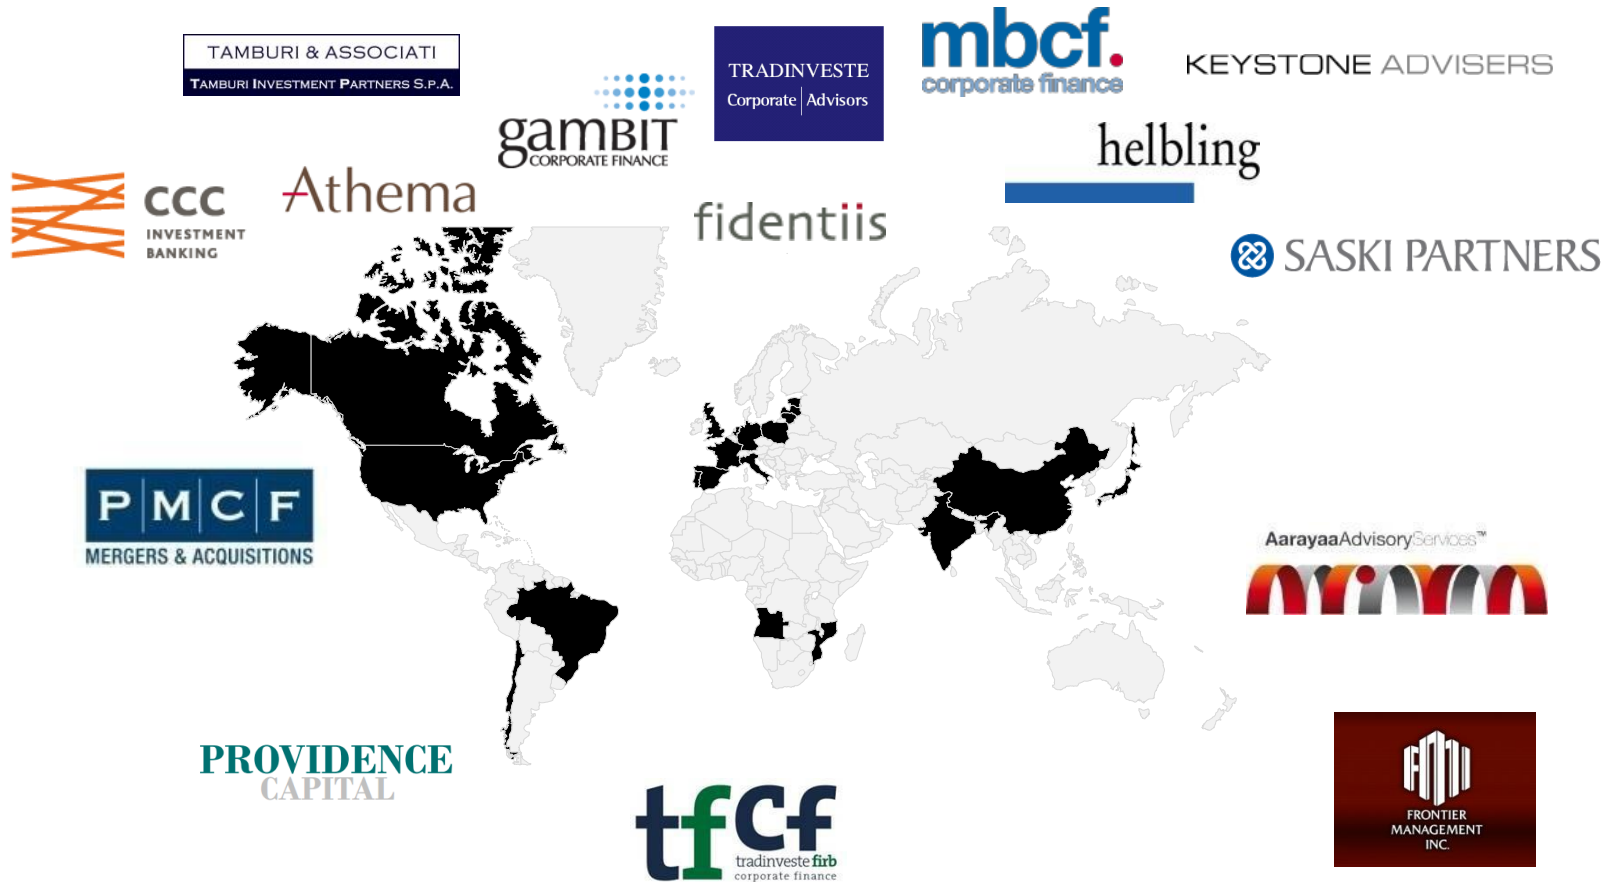 TAMBURI & ASSOCIATI
TAMBURI INVESTMENT PARTNERS S.P.A.
gamBIT
CORPORATE FINANCE
TRADINVESTE
Corporate | Advisors
mbcf.
corporate finance
KEYSTONE ADVISERS
helbling
CCC
INVESTMENT
BANKING
Athema
fidentiis
SASKI PARTNERS
P|M|C|F
MERGERS & ACQUISITIONS
AarayaaAdvisoryServices™
PROVIDENCE
CAPITAL
tfcf
tradinveste firb
corporate finance
FMI
FRONTIER
MANAGEMENT
INC.